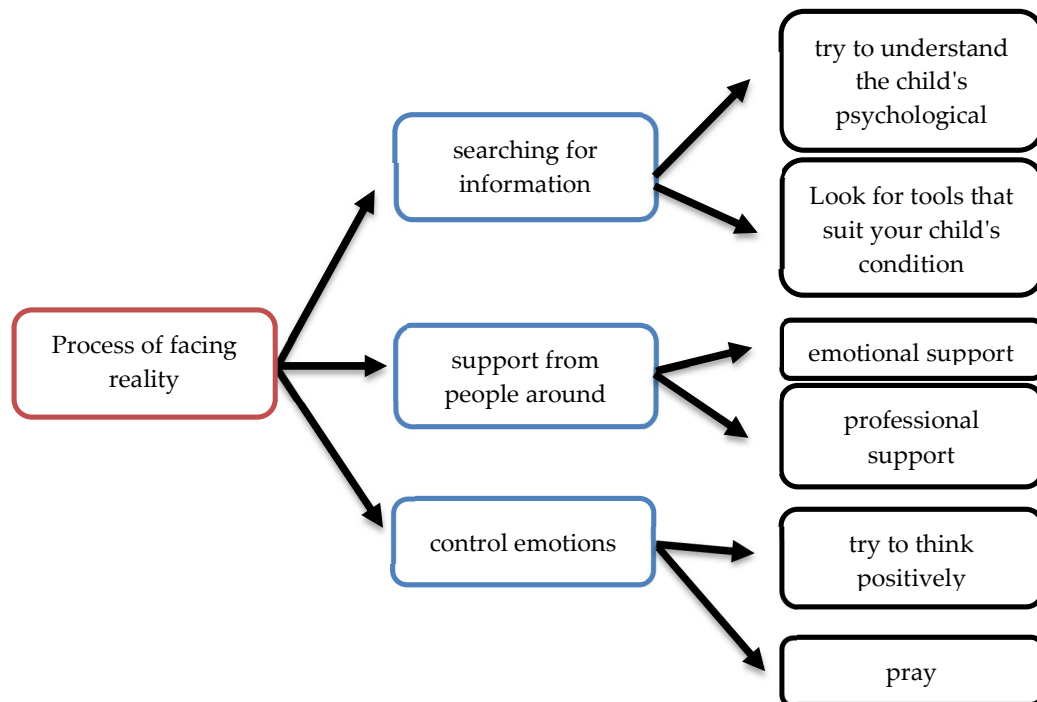 Process of facing
reality
searching for
information
try to understand
the child's
psychological
Look for tools that
suit your child's
condition
support from
people around
emotional support
professional
support
control emotions
try to think
positively
pray